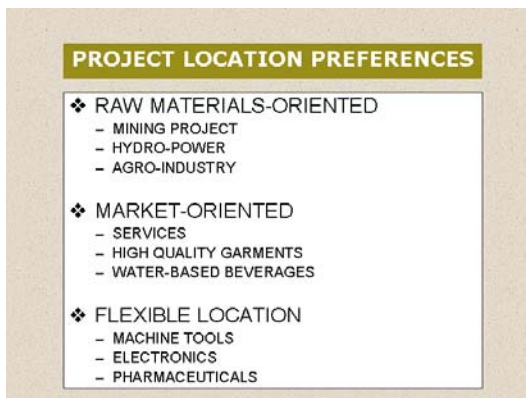 PROJECT LOCATION PREFERENCES
❖ RAW MATERIALS-ORIENTED
– MINING PROJECT
– HYDRO-POWER
– AGRO-INDUSTRY
❖ MARKET-ORIENTED
– SERVICES
– HIGH QUALITY GARMENTS
– WATER-BASED BEVERAGES
❖ FLEXIBLE LOCATION
– MACHINE TOOLS
– ELECTRONICS
– PHARMACEUTICALS